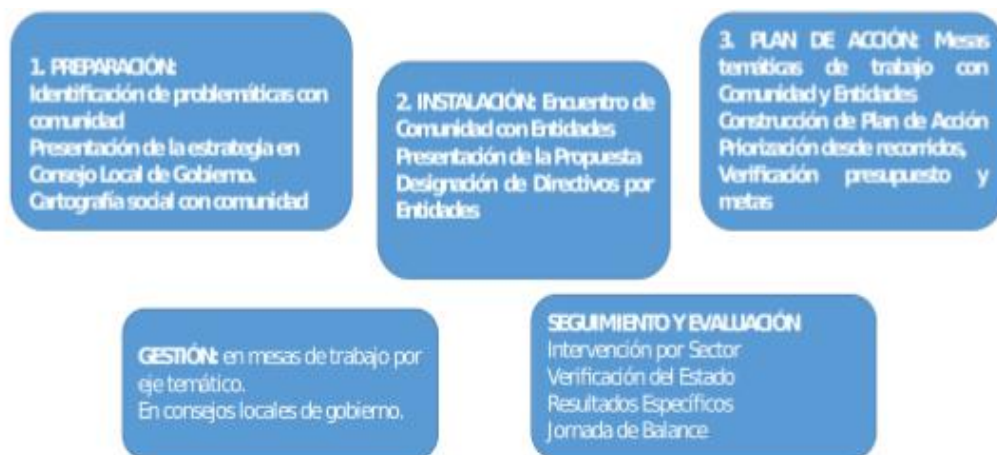 1. PREPARACIÓN:
Identificación de problemáticas con
comunidad
Presentación de la estrategia en
Consejo Local de Gobierno.
Cartografía social con comunidad
2. INSTALACIÓN: Encuentro de
Comunidad con Entidades
Presentación de la Propuesta
Designación de Directivos por
Entidades
3. PLAN DE ACCIÓN: Mesas
temáticas de trabajo con
Comunidad y Entidades
Construcción de Plan de Acción
Priorización desde recorridos,
Verificación presupuesto y
metas
GESTIÓN: en mesas de trabajo por
eje temático.
En consejos locales de gobierno.
SEGUIMIENTO Y EVALUACIÓN
Intervención por Sector
Verificación del Estado
Resultados Específicos
Jornada de Balance